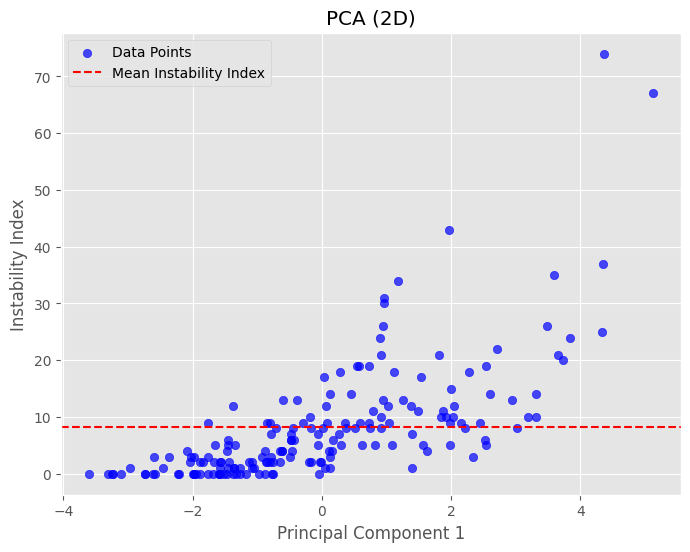 PCA (2D)
Data Points
Mean Instability Index
Instability Index
70
60
50
40
30
20
10
0
−4
−2
0
2
4
Principal Component 1